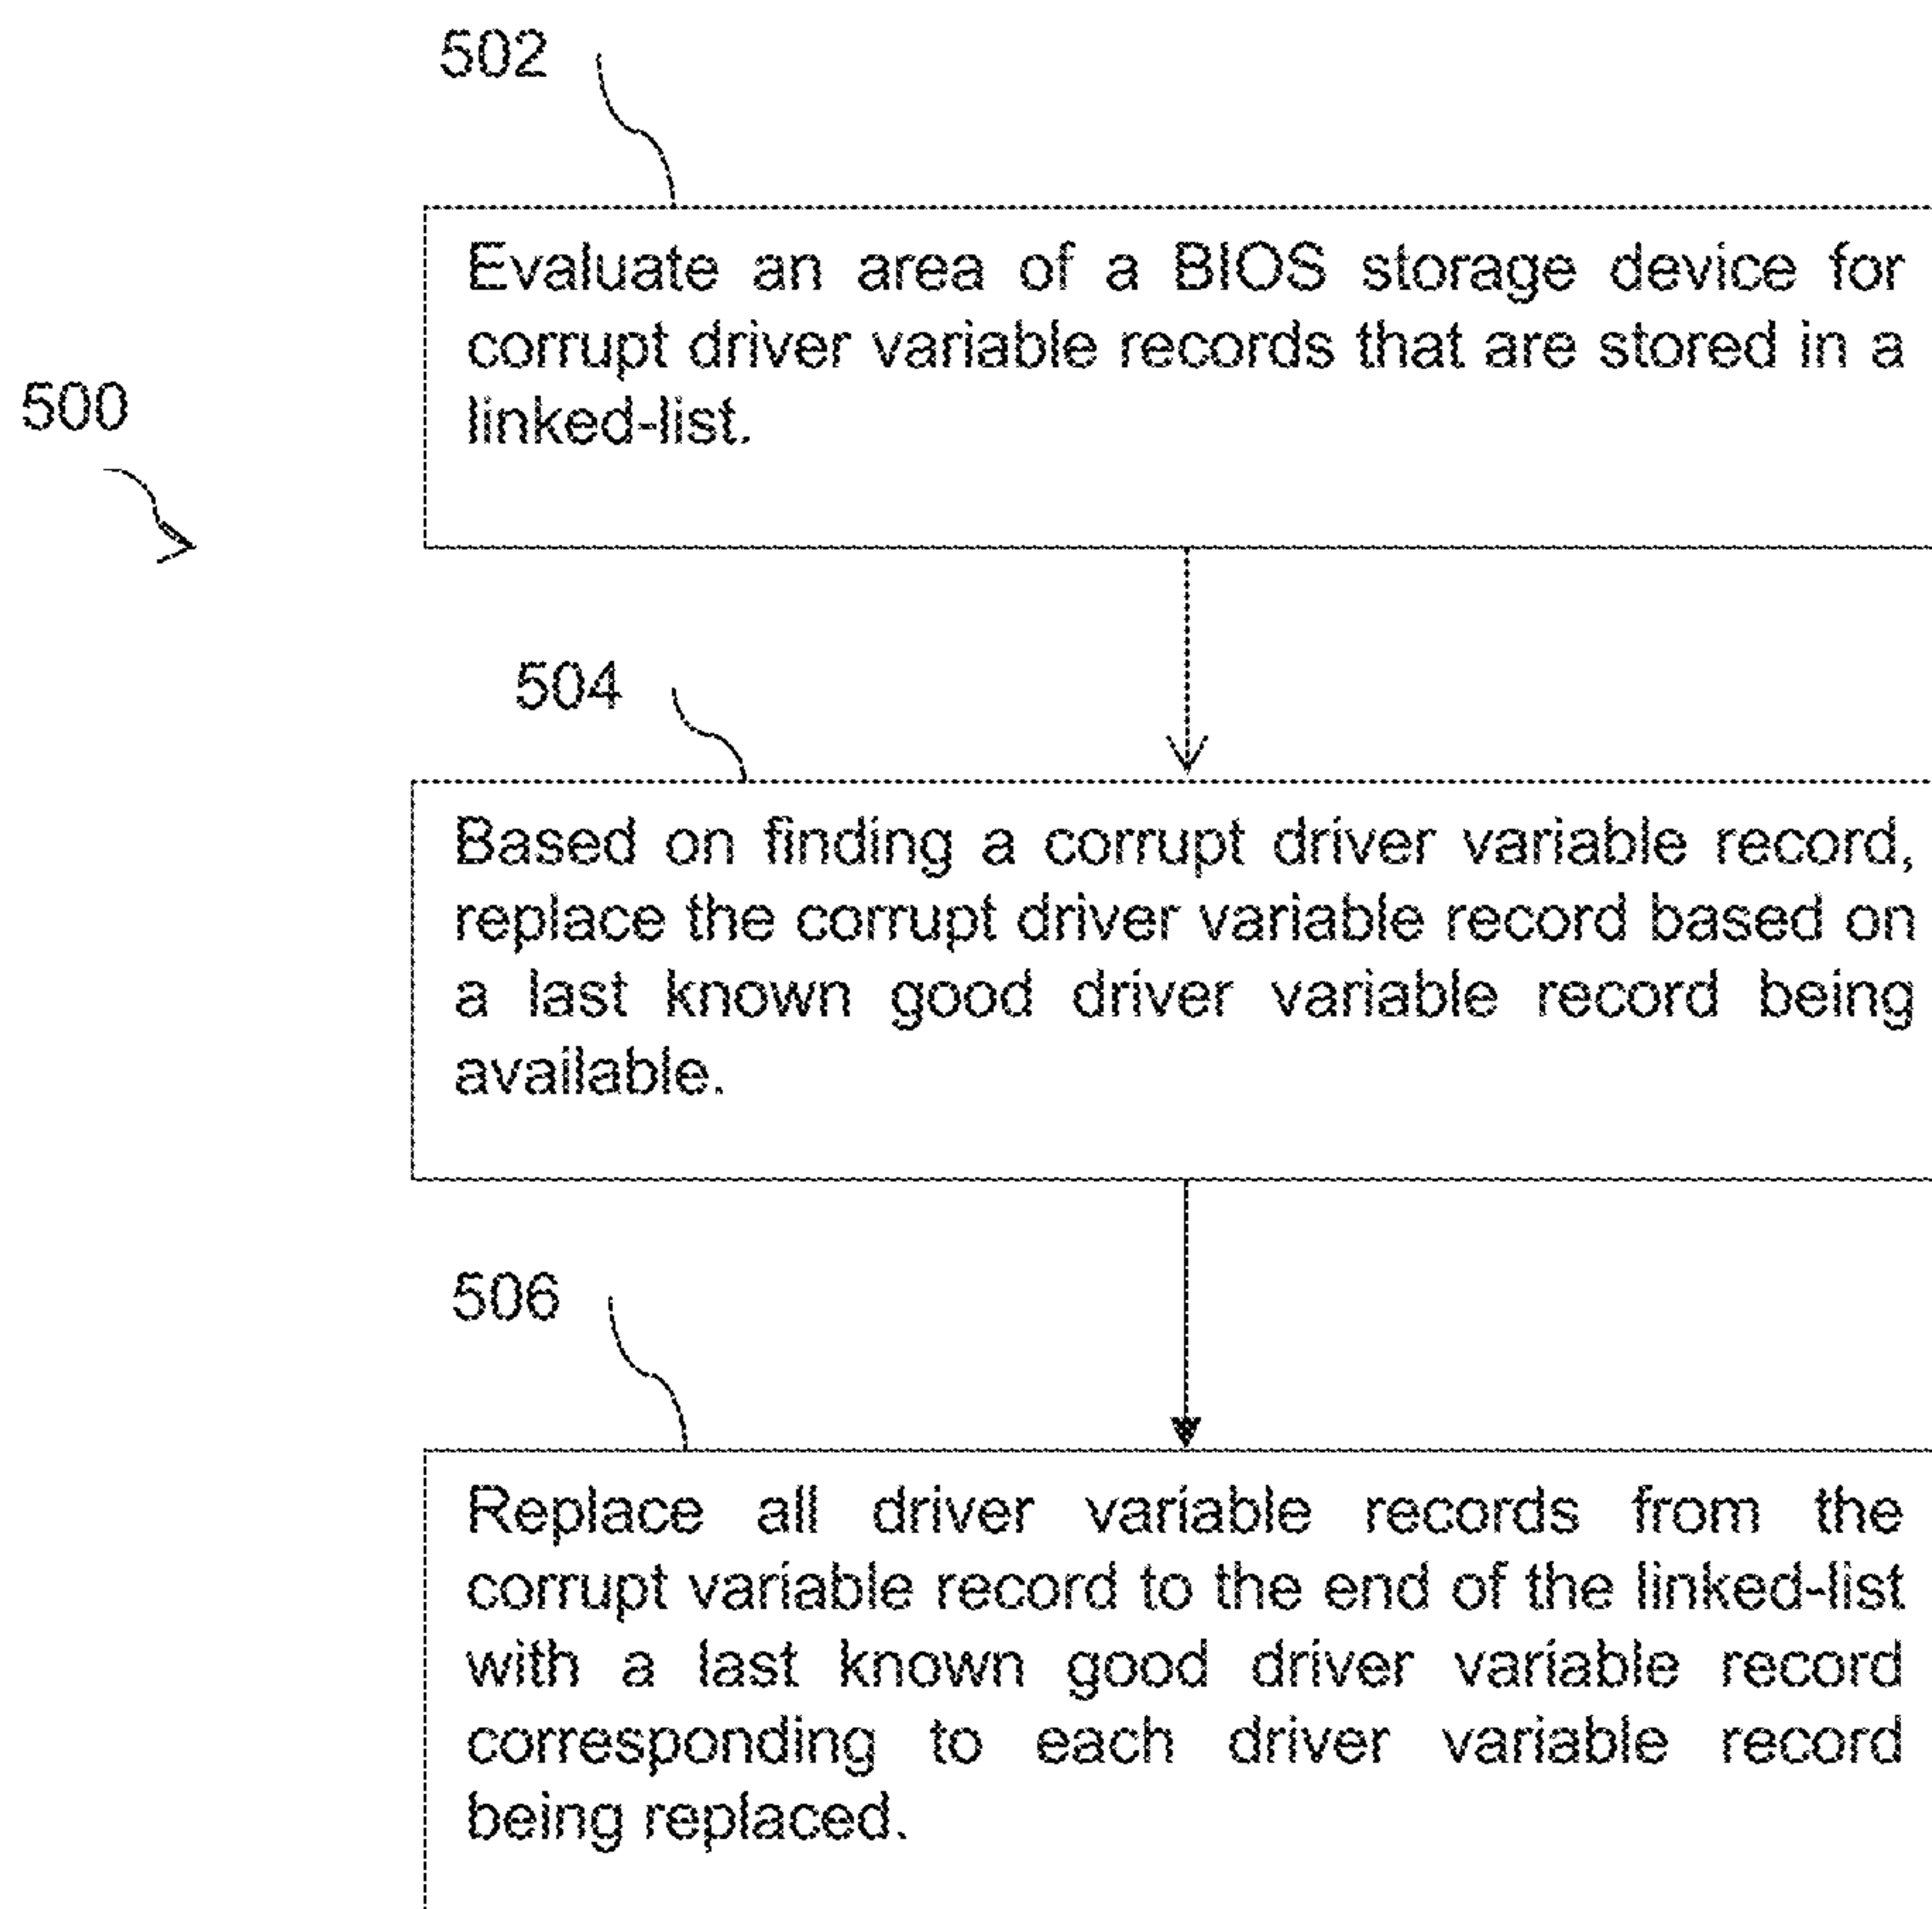 502
Evaluate an area of a BIOS storage device for
corrupt driver variable records that are stored in a
linked-list.
500
504
Based on finding a corrupt driver variable record,
replace the corrupt driver variable record based on
a last known good driver variable record being
available.
506
Replace all driver variable records from the
corrupt variable record to the end of the linked-list
with a last known good driver variable record
corresponding to each driver variable record
being replaced.